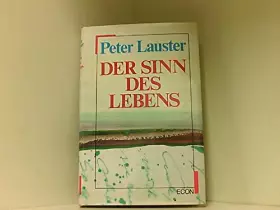 Peter Lauster
DER SINN
DES
LEBENS
ECON